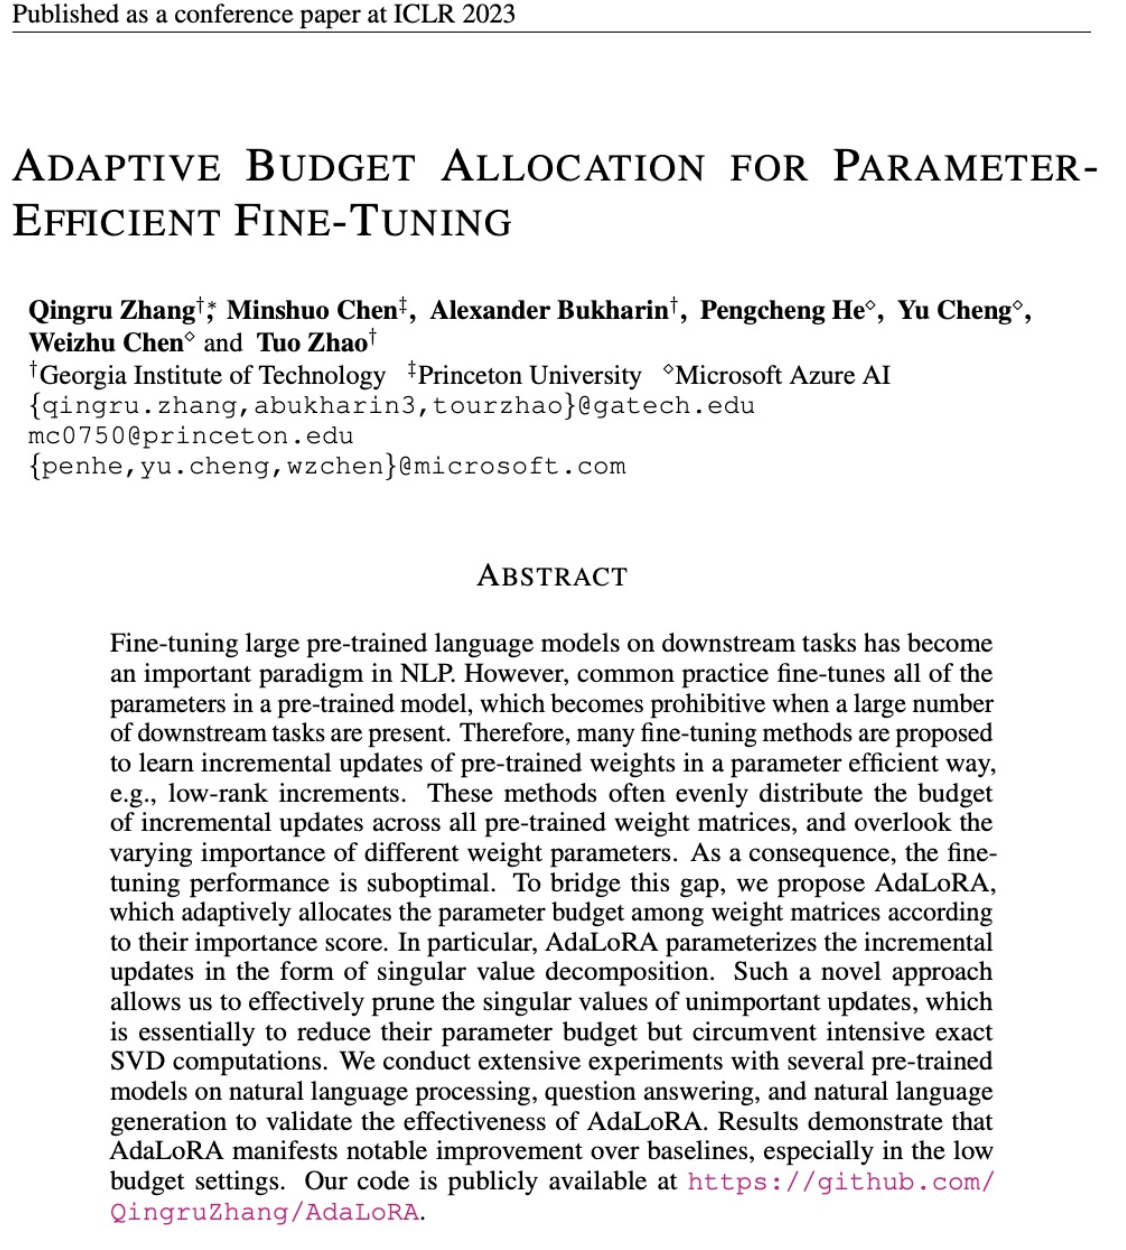 Published as a conference paper at ICLR 2023
ADAPTIVE BUDGET ALLOCATION FOR PARAMETER-
EFFICIENT FINE-TUNING
Qingru Zhang†∗, Minshuo Chen‡, Alexander Bukharin†, Pengcheng He⋄, Yu Cheng⋄,
Weizhu Chen⋄ and Tuo Zhao†
†Georgia Institute of Technology ‡Princeton University ⋄Microsoft Azure AI
{qingru.zhang,abukharin3,tourzhao}@gatech.edu
mc0750@princeton.edu
{penhe,yu.cheng,wzchen}@microsoft.com
ABSTRACT
Fine-tuning large pre-trained language models on downstream tasks has become
an important paradigm in NLP. However, common practice fine-tunes all of the
parameters in a pre-trained model, which becomes prohibitive when a large number
of downstream tasks are present. Therefore, many fine-tuning methods are proposed
to learn incremental updates of pre-trained weights in a parameter efficient way,
e.g., low-rank increments. These methods often evenly distribute the budget
of incremental updates across all pre-trained weight matrices, and overlook the
varying importance of different weight parameters. As a consequence, the fine-
tuning performance is suboptimal. To bridge this gap, we propose AdaLoRA,
which adaptively allocates the parameter budget among weight matrices according
to their importance score. In particular, AdaLoRA parameterizes the incremental
updates in the form of singular value decomposition. Such a novel approach
allows us to effectively prune the singular values of unimportant updates, which
is essentially to reduce their parameter budget but circumvent intensive exact
SVD computations. We conduct extensive experiments with several pre-trained
models on natural language processing, question answering, and natural language
generation to validate the effectiveness of AdaLoRA. Results demonstrate that
AdaLoRA manifests notable improvement over baselines, especially in the low
budget settings. Our code is publicly available at https://github.com/
QingruZhang/AdaLoRA.